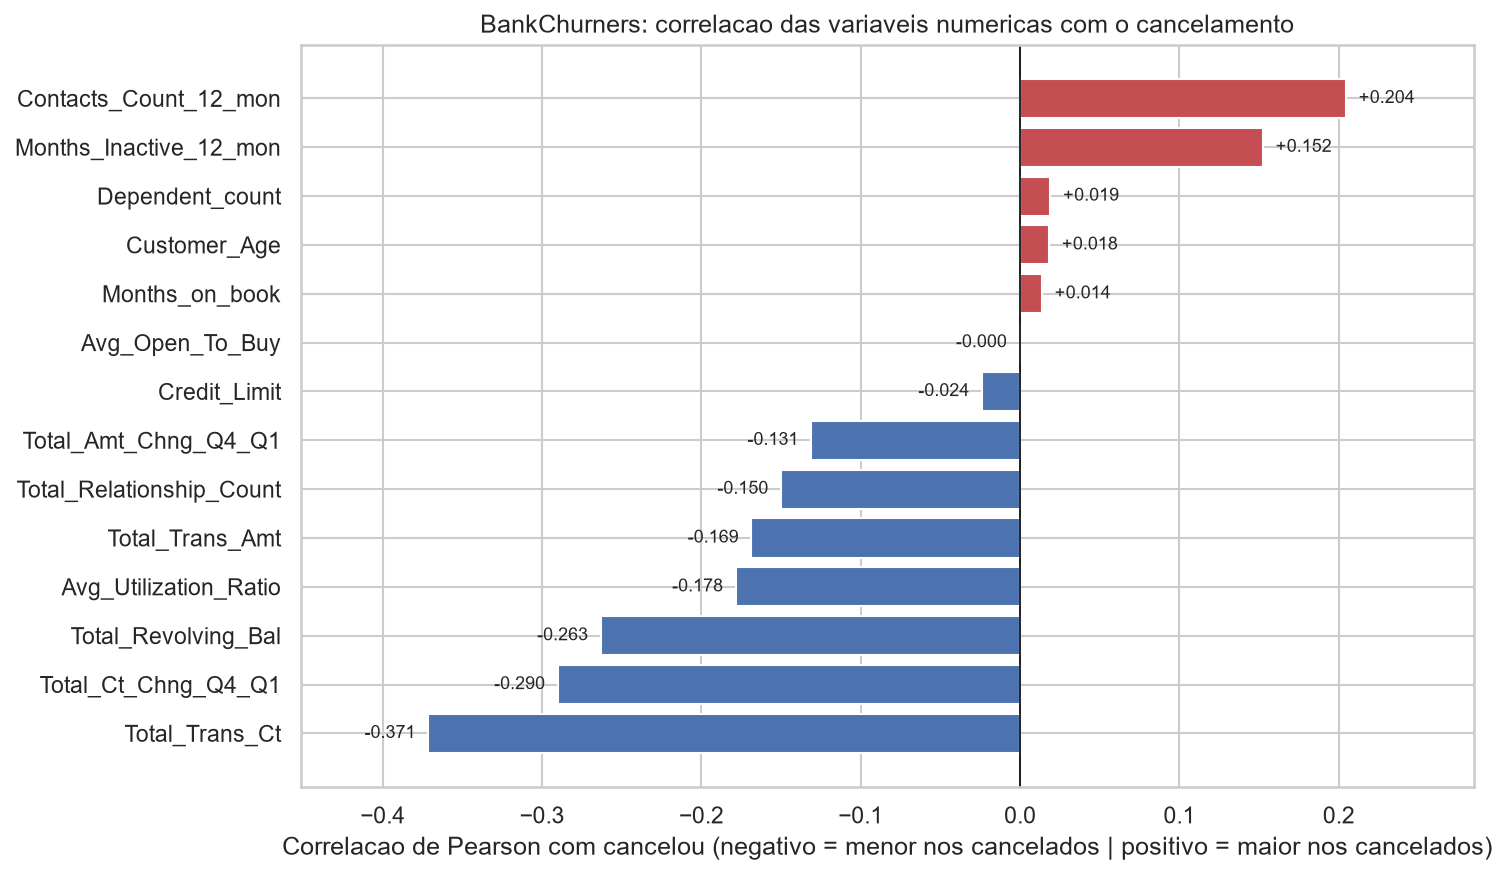 BankChurners: correlacao das variaveis numericas com o cancelamento
Contacts_Count_12_mon +0.204
Months_Inactive_12_mon +0.152
Dependent_count +0.019
Customer_Age +0.018
Months_on_book +0.014
Avg_Open_To_Buy -0.000
Credit_Limit -0.024
Total_Amt_Chng_Q4_Q1 -0.131
Total_Relationship_Count -0.150
Total_Trans_Amt -0.169
Avg_Utilization_Ratio -0.178
Total_Revolving_Bal -0.263
Total_Ct_Chng_Q4_Q1 -0.290
Total_Trans_Ct -0.371
−0.4 −0.3 −0.2 −0.1 0.0 0.1 0.2
Correlacao de Pearson com cancelou (negativo = menor nos cancelados | positivo = maior nos cancelados)